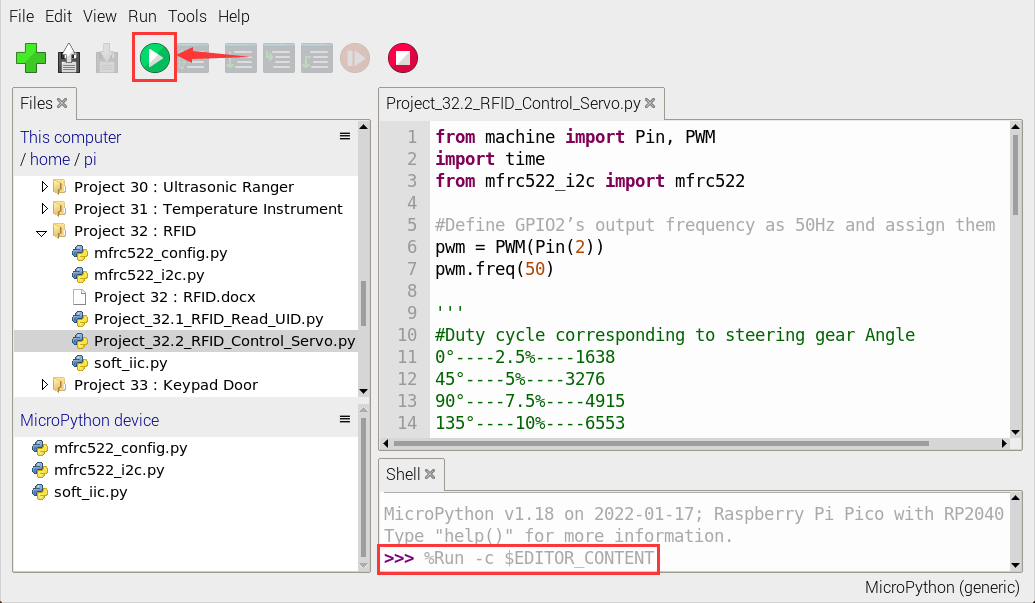 File Edit View Run Tools Help
Files
This computer
/ home / pi
Project 30 : Ultrasonic Ranger
Project 31 : Temperature Instrument
Project 32 : RFID
mfrc522_config.py
mfrc522_i2c.py
Project 32 : RFID.docx
Project_32.1_RFID_Read_UID.py
Project_32.2_RFID_Control_Servo.py
soft_iic.py
Project 33 : Keypad Door
MicroPython device
mfrc522_config.py
mfrc522_i2c.py
soft_iic.py
Project_32.2_RFID_Control_Servo.py
1 from machine import Pin, PWM
2 import time
3 from mfrc522_i2c import mfrc522
4
5 #Define GPIO2’s output frequency as 50Hz and assign them
6 pwm = PWM(Pin(2))
7 pwm.freq(50)
8
9 '''
10 #Duty cycle corresponding to steering gear Angle
11 0°----2.5%----1638
12 45°----5%----3276
13 90°----7.5%----4915
14 135°----10%----6553
Shell
MicroPython v1.18 on 2022-01-17; Raspberry Pi Pico with RP2040
Type "help()" for more information.
>>> %Run -c $EDITOR_CONTENT
MicroPython (generic)